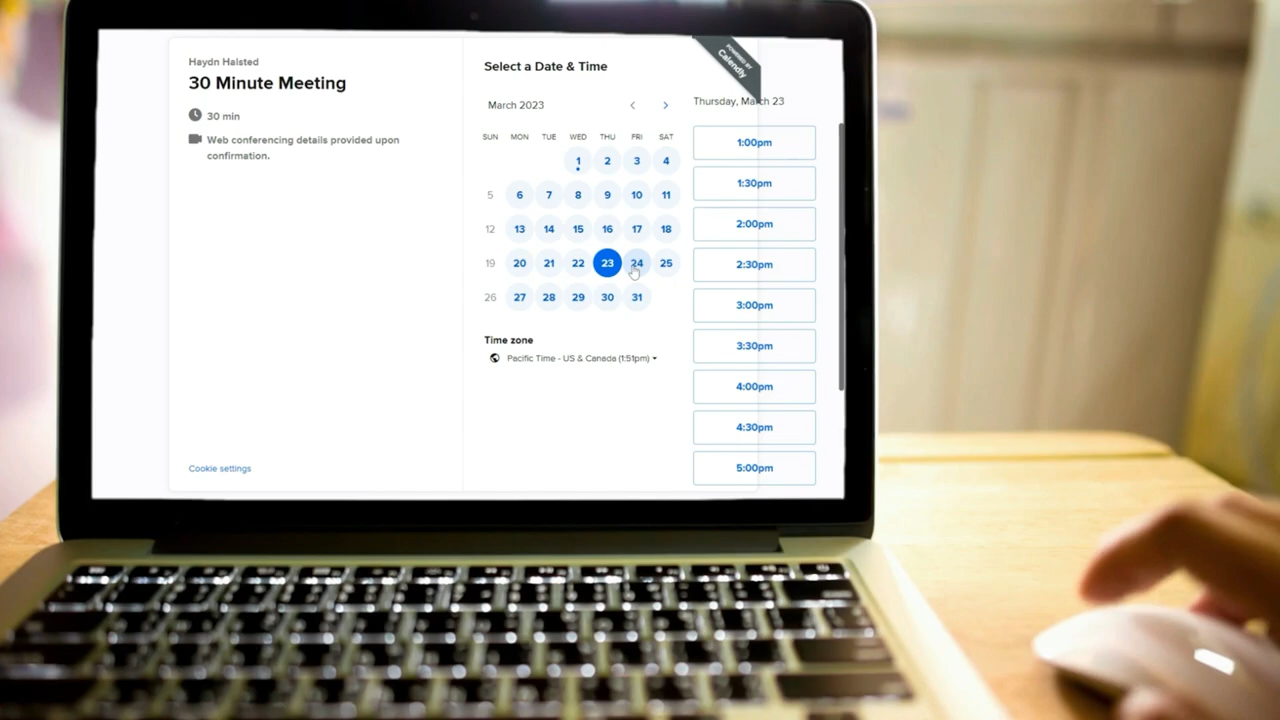 Haydn Halsted
30 Minute Meeting
30 min
Web conferencing details provided upon
confirmation.
Cookie settings
Select a Date & Time
March 2023
SUN MON TUE WED THU FRI SAT
1 2 3 4
5 6 7 8 9 10 11
12 13 14 15 16 17 18
19 20 21 22 23 24 25
26 27 28 29 30 31
Time zone
Pacific Time - US & Canada (1:51pm)
POWERED BY
Calendly
Thursday, March 23
1:00pm
1:30pm
2:00pm
2:30pm
3:00pm
3:30pm
4:00pm
4:30pm
5:00pm